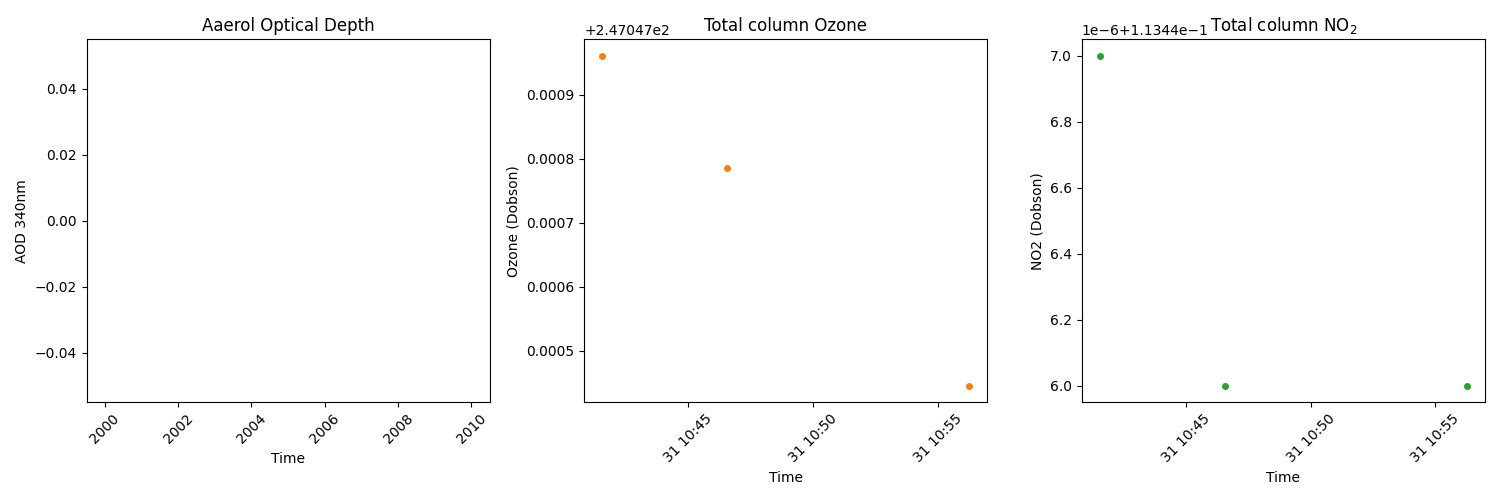 Aaerol Optical Depth
AOD 340nm
0.04
0.02
0.00
−0.02
−0.04
2000
2002
2004
2006
2008
2010
Time
Total column Ozone
+2.47047e2
Ozone (Dobson)
0.0009
0.0008
0.0007
0.0006
0.0005
31 10:45
31 10:50
31 10:55
Time
Total column NO₂
1e−6+1.1344e−1
NO2 (Dobson)
7.0
6.8
6.6
6.4
6.2
6.0
31 10:45
31 10:50
31 10:55
Time